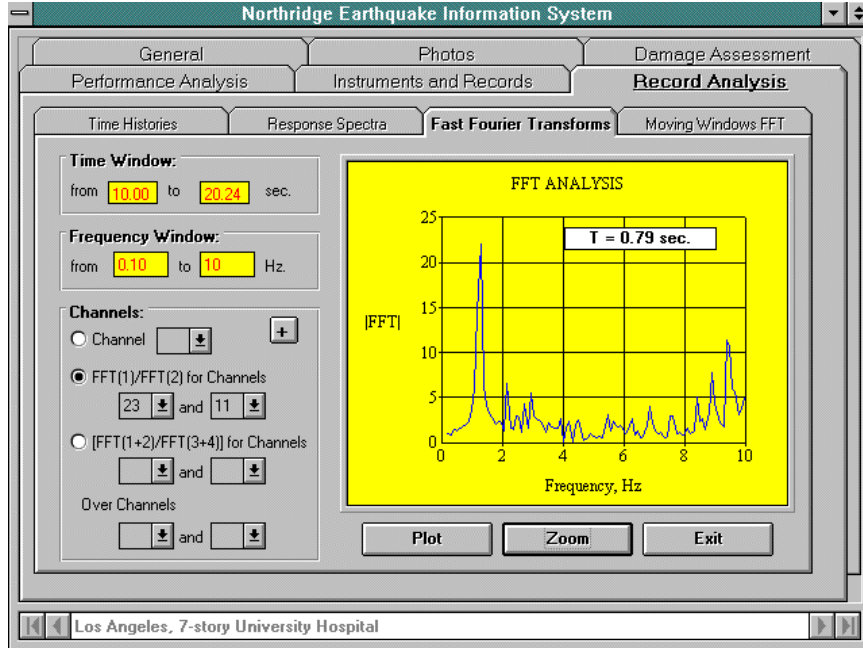 Northridge Earthquake Information System
General Photos Damage Assessment
Performance Analysis Instruments and Records Record Analysis
Time Histories Response Spectra Fast Fourier Transforms Moving Windows FFT
Time Window:
from 10.00 to 20.24 sec.
Frequency Window:
from 0.10 to 10 Hz.
Channels:
Channel +
FFT(1)/FFT(2) for Channels
23 and 11
[FFT(1+2)/FFT(3+4)] for Channels
and
Over Channels
and
FFT ANALYSIS
T = 0.79 sec.
25
20
15
10
5
0
|FFT|
0 2 4 6 8 10
Frequency, Hz
Plot Zoom Exit
Los Angeles, 7-story University Hospital